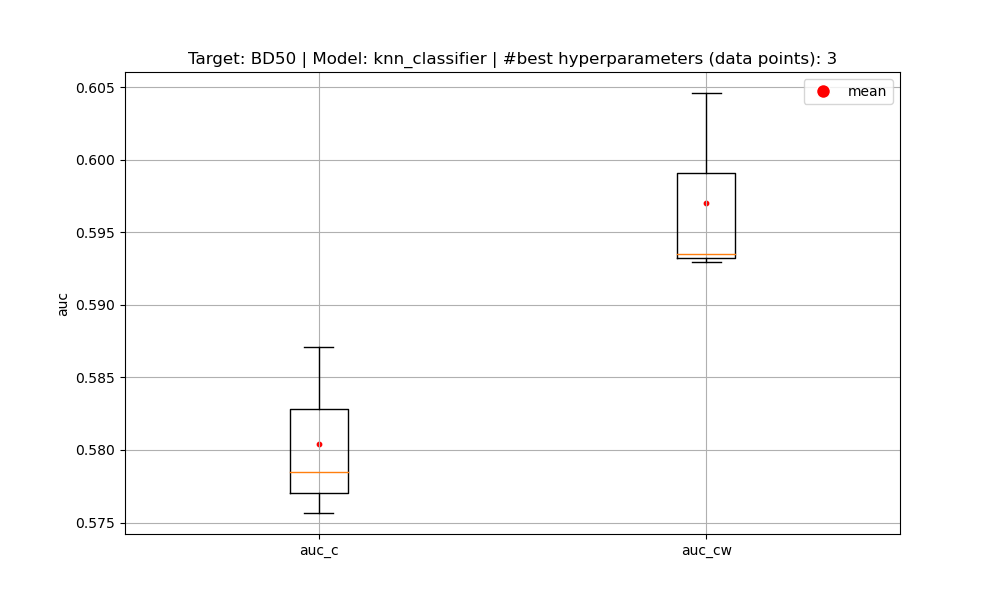 Target: BD50 | Model: knn_classifier | #best hyperparameters (data points): 3
mean
0.605
0.600
0.595
0.590
0.585
0.580
0.575
auc
auc_c
auc_cw